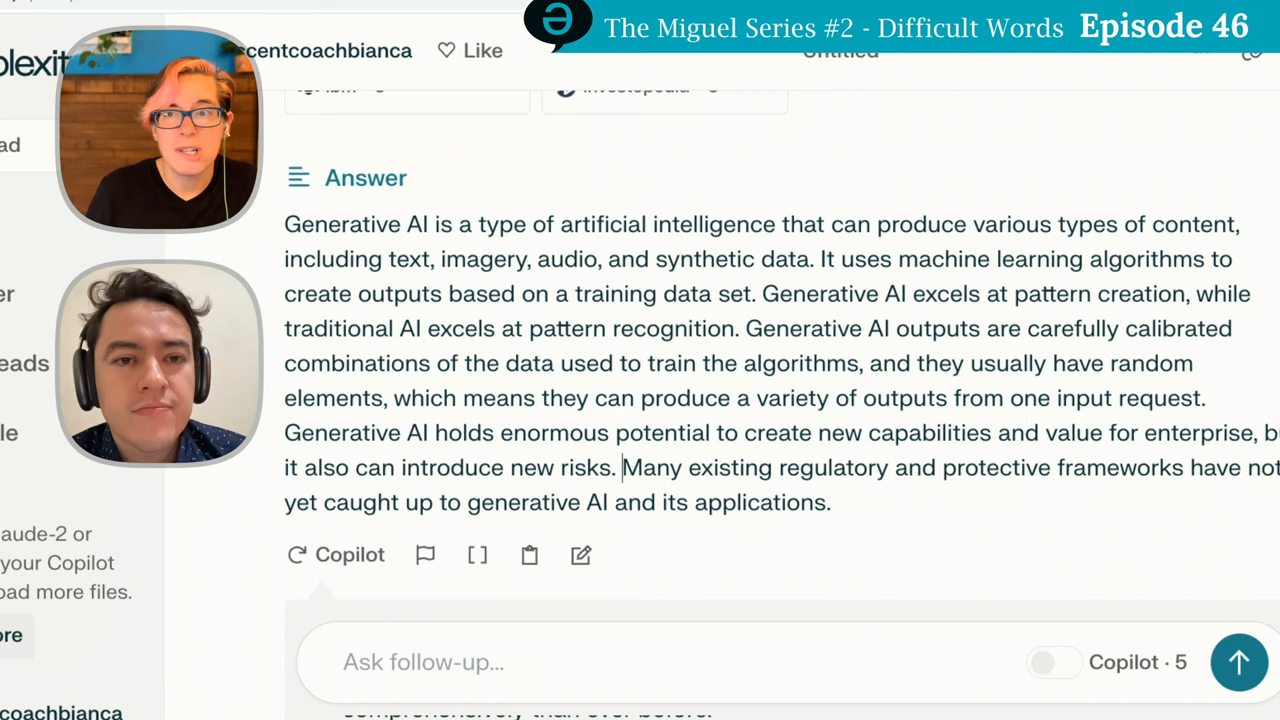 The Miguel Series #2 - Difficult Words Episode 46
ccentcoachbianca
Like
Untitled
plexit
ad
Answer
Generative AI is a type of artificial intelligence that can produce various types of content,
including text, imagery, audio, and synthetic data. It uses machine learning algorithms to
create outputs based on a training data set. Generative AI excels at pattern creation, while
traditional AI excels at pattern recognition. Generative AI outputs are carefully calibrated
combinations of the data used to train the algorithms, and they usually have random
elements, which means they can produce a variety of outputs from one input request.
Generative AI holds enormous potential to create new capabilities and value for enterprise, b
it also can introduce new risks. Many existing regulatory and protective frameworks have not
yet caught up to generative AI and its applications.
er
eads
le
aude-2 or
your Copilot
oad more files.
ore
coachbianca
Copilot
Ask follow-up...
Copilot · 5
comprehensively than ever before.